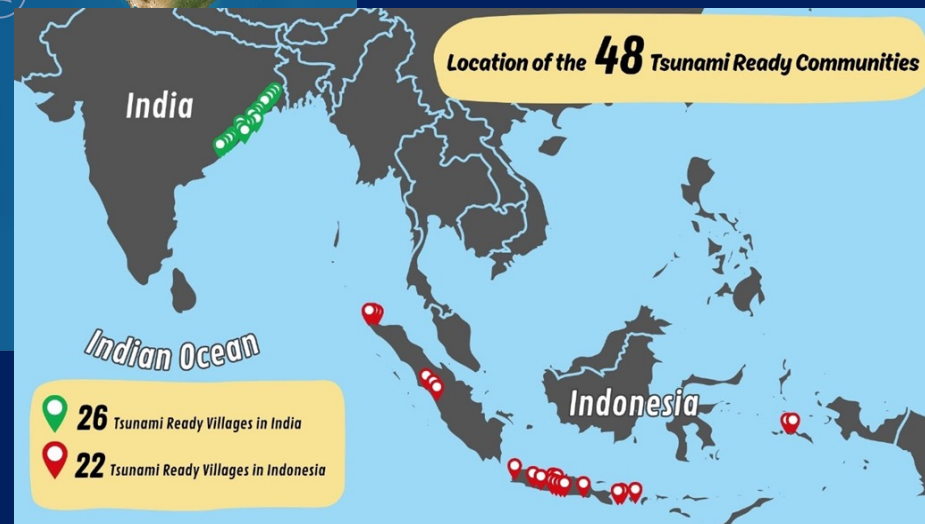 Location of the 48 Tsunami Ready Communities
India
Indian Ocean
Indonesia
26 Tsunami Ready Villages in India
22 Tsunami Ready Villages in Indonesia